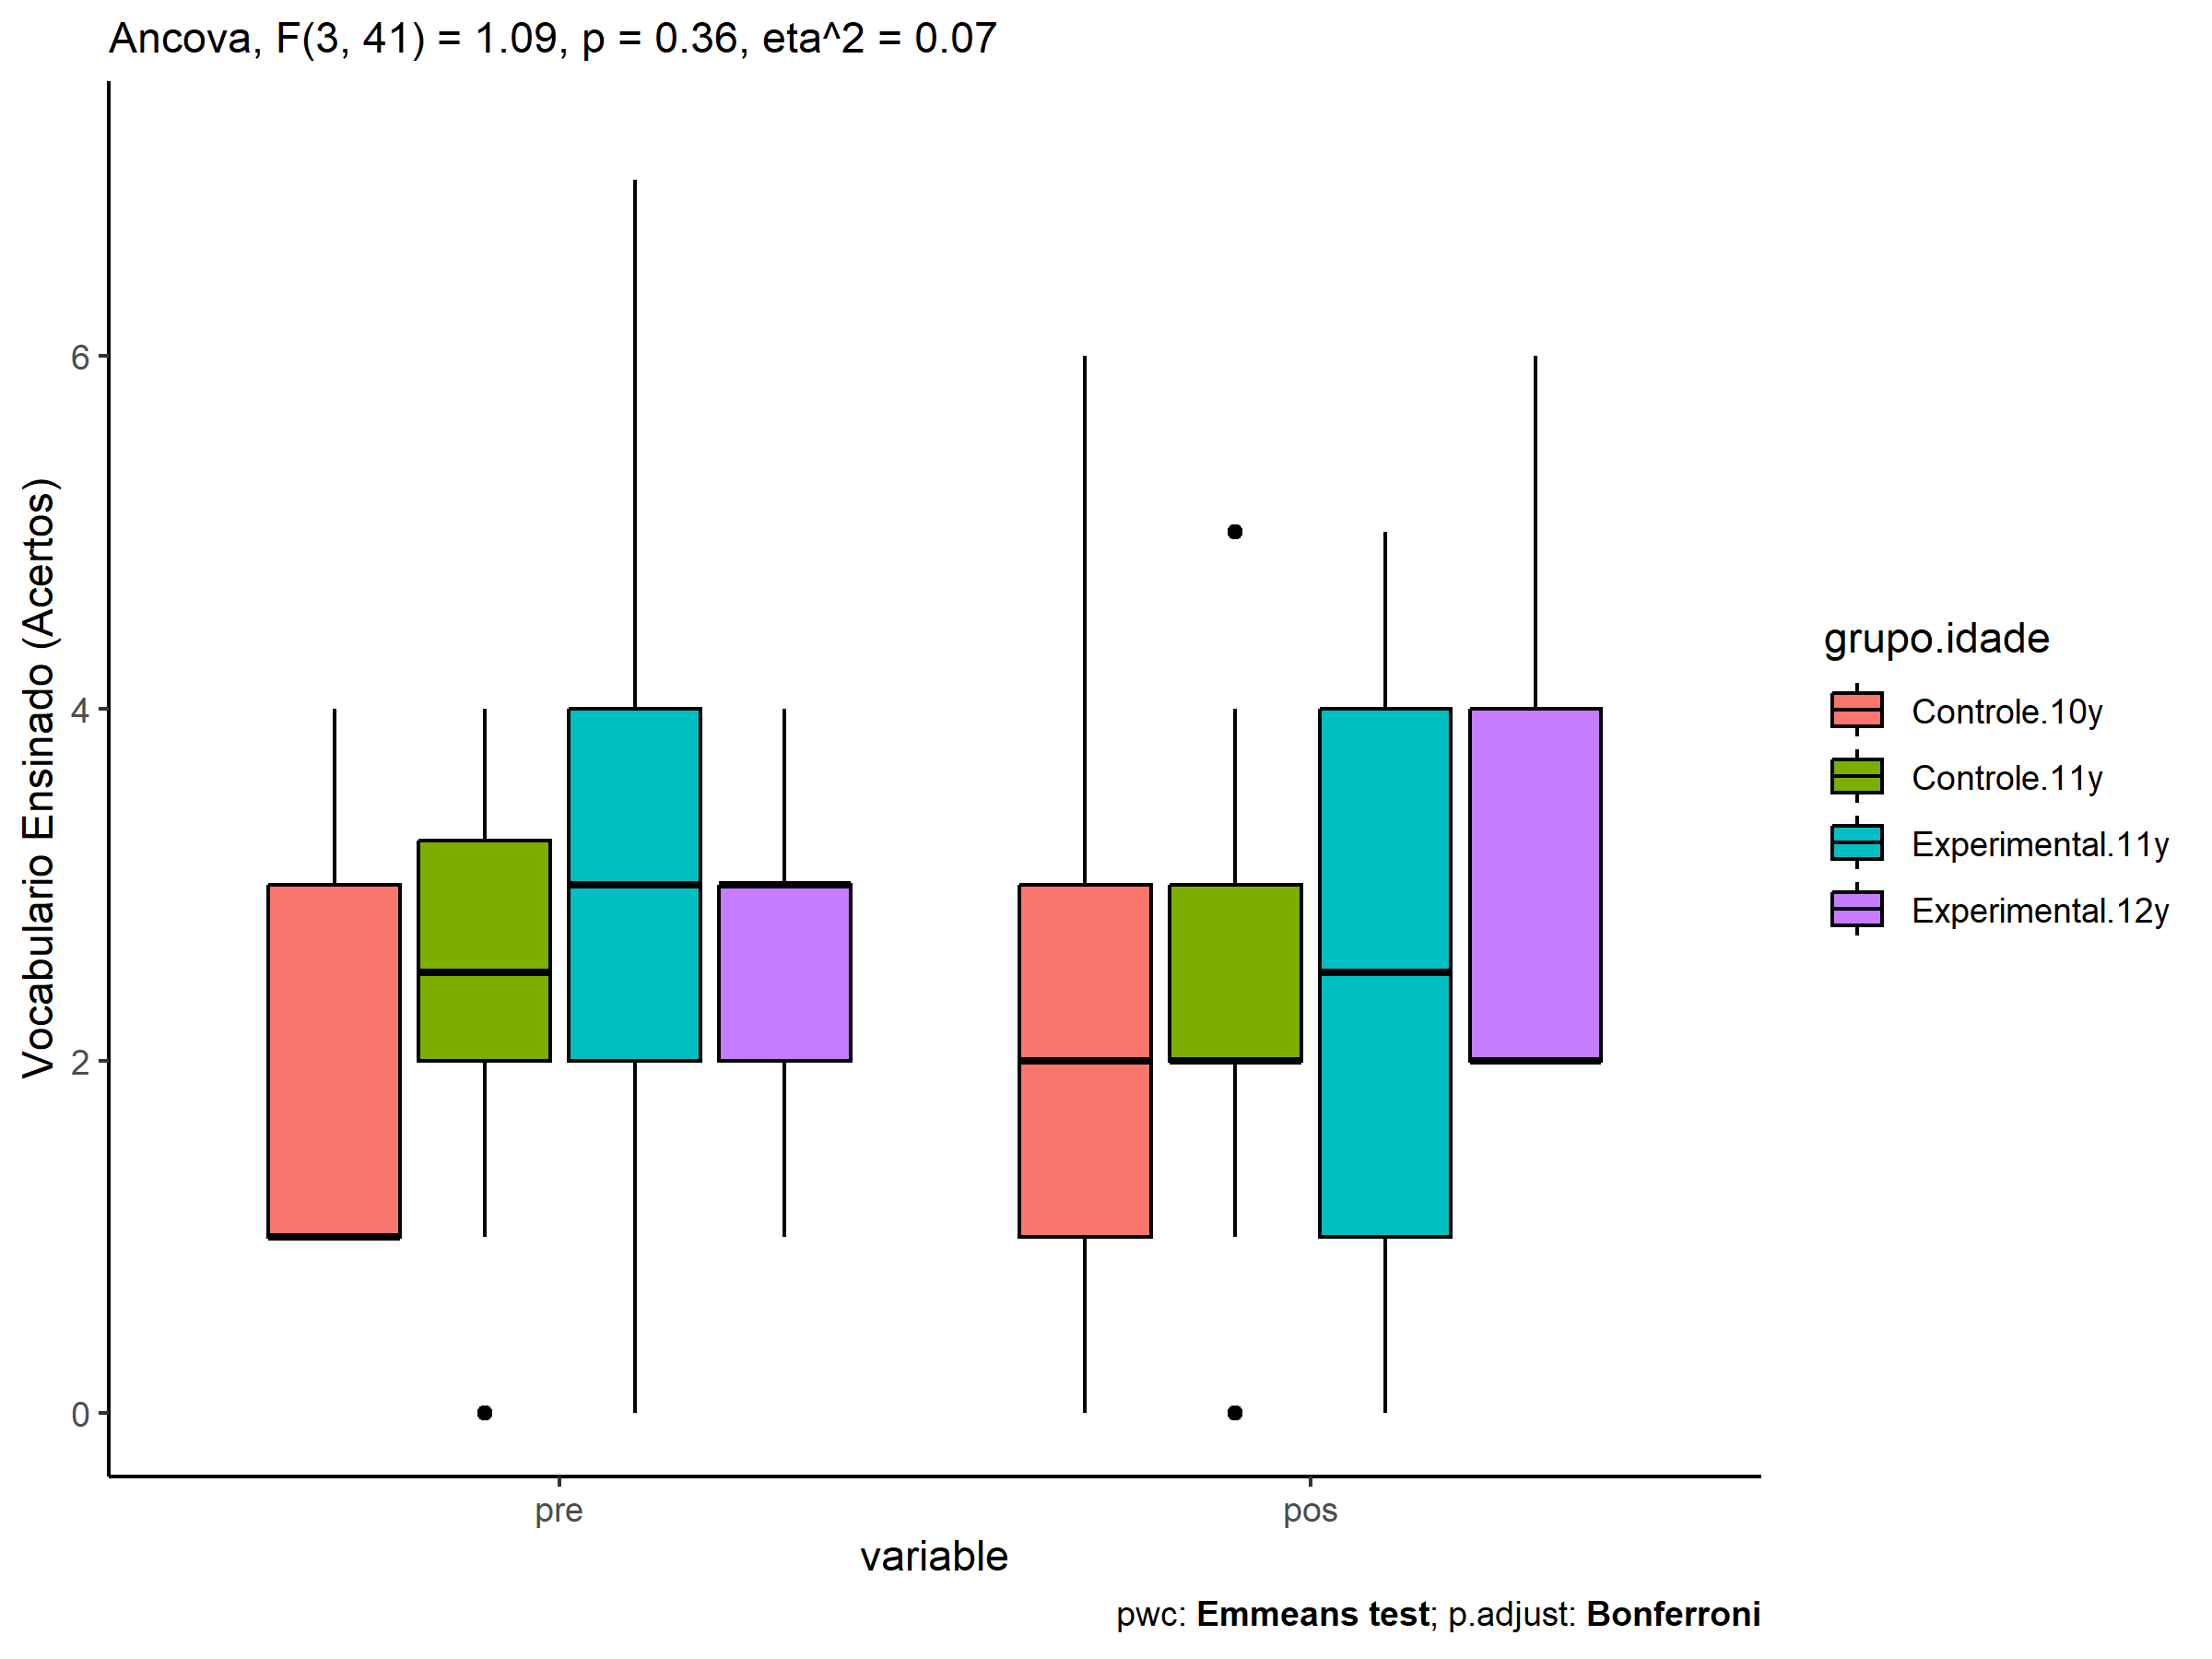 Ancova, F(3, 41) = 1.09, p = 0.36, eta^2 = 0.07
Vocabulario Ensinado (Acertos)
6
4
2
0
pre
pos
variable
grupo.idade
Controle.10y
Controle.11y
Experimental.11y
Experimental.12y
pwc: Emmeans test; p.adjust: Bonferroni